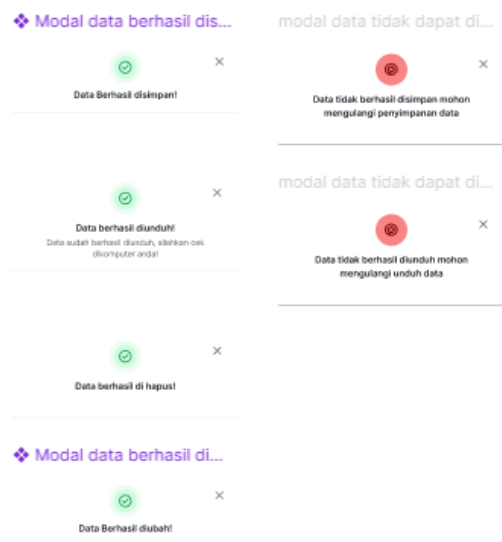 Modal data berhasil dis...
Data Berhasil disimpan!
Data berhasil diunduh!
Data sudah berhasil diunduh, silahkan cek
dikomputer anda!
Data berhasil di hapus!
Modal data berhasil di...
Data Berhasil diubah!
modal data tidak dapat di...
Data tidak berhasil disimpan mohon
mengulangi penyimpanan data
modal data tidak dapat di...
Data tidak berhasil diunduh mohon
mengulangi unduh data